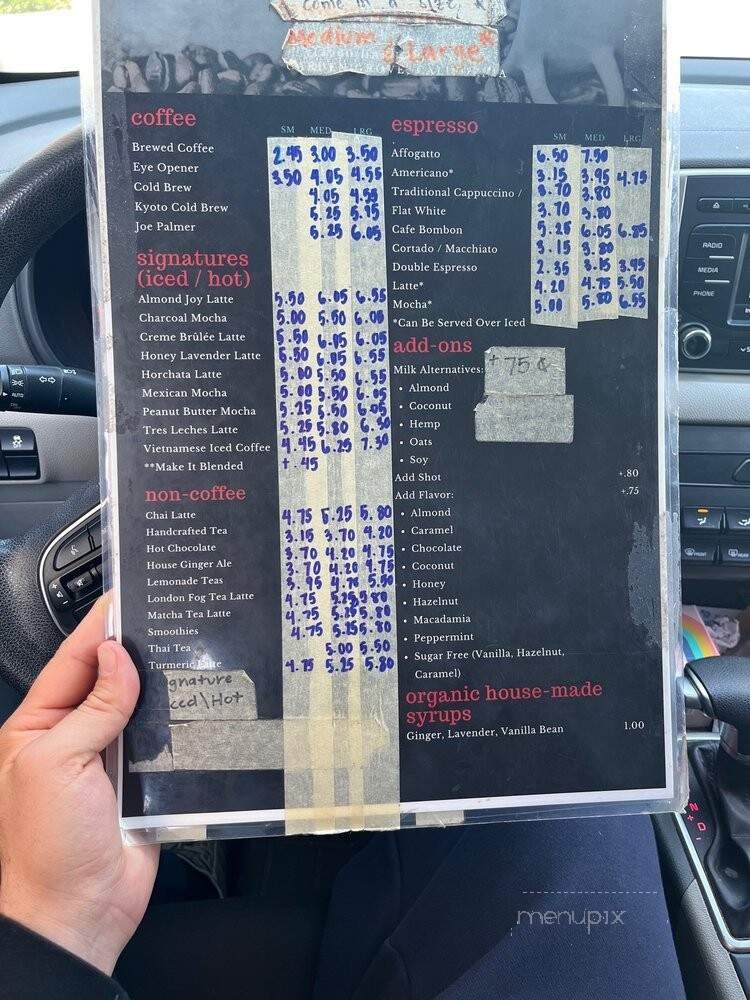 come in a
Medium & Large*
coffee
SM MED LRG
Brewed Coffee 2.45 3.00 3.50
Eye Opener 3.50 4.05 4.55
Cold Brew 4.05 4.55
Kyoto Cold Brew 5.25 5.95
Joe Palmer 5.25 6.05
signatures
(iced / hot)
Almond Joy Latte 5.50 6.05 6.55
Charcoal Mocha 5.00 5.50 6.05
Creme Brûlée Latte 5.50 6.05 6.05
Honey Lavender Latte 5.50 6.05 6.55
Horchata Latte 5.00 5.50
Mexican Mocha 5.00 5.50 6.05
Peanut Butter Mocha 5.25 5.50 6.05
Tres Leches Latte 5.25 5.80
Vietnamese Iced Coffee 4.45 6.25 7.30
**Make It Blended +.45
non-coffee
Chai Latte 4.75 5.25 5.80
Handcrafted Tea 3.15 3.70 4.20
Hot Chocolate 3.70 4.20 4.75
House Ginger Ale 3.70 4.20 4.75
Lemonade Teas 3.95 4.75 5.50
London Fog Tea Latte 4.75 5.25 5.80
Matcha Tea Latte 4.75 5.25 5.80
Smoothies 4.75 5.25 5.80
Thai Tea 5.00 5.50
Turmeric Latte 4.75 5.25 5.80
gnature
ced\Hot
espresso
SM MED LRG
Affogatto 6.50 7.50
Americano* 3.15 3.95 4.75
Traditional Cappuccino / 3.70 3.80
Flat White 3.70 3.80
Cafe Bombon 5.25 6.05 6.85
Cortado / Macchiato 3.15 3.80
Double Espresso 2.35 3.15 3.95
Latte* 4.20 4.75 5.50
Mocha* 5.00 5.80 6.55
*Can Be Served Over Iced
add-ons
Milk Alternatives: +75¢
• Almond
• Coconut
• Hemp
• Oats
• Soy
Add Shot +.80
Add Flavor: +.75
• Almond
• Caramel
• Chocolate
• Coconut
• Honey
• Hazelnut
• Macadamia
• Peppermint
• Sugar Free (Vanilla, Hazelnut,
Caramel)
organic house-made
syrups
Ginger, Lavender, Vanilla Bean 1.00
RADIO
MEDIA
PHONE
AUTO
N
D
menupix